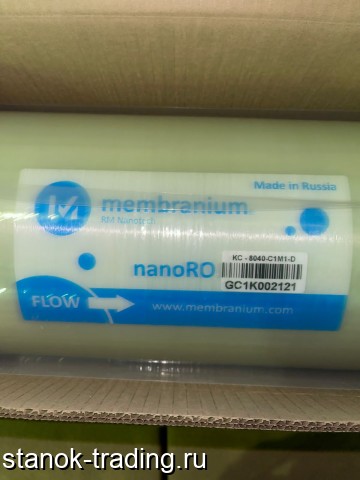 Made in Russia
membranium
RM Nanotech
nanoRO
KC - 8040-C1M1-D
GC1K002121
FLOW
www.membranium.com
stanok-trading.ru